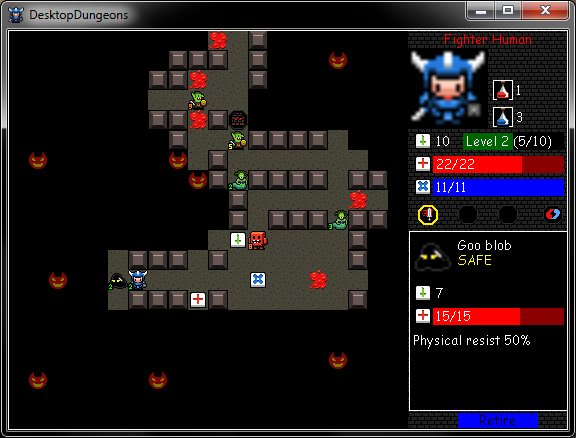 DesktopDungeons
Fighter Human
1
3
10 Level 2 (5/10)
22/22
11/11
Goo blob
SAFE
7
15/15
Physical resist 50%
Retire